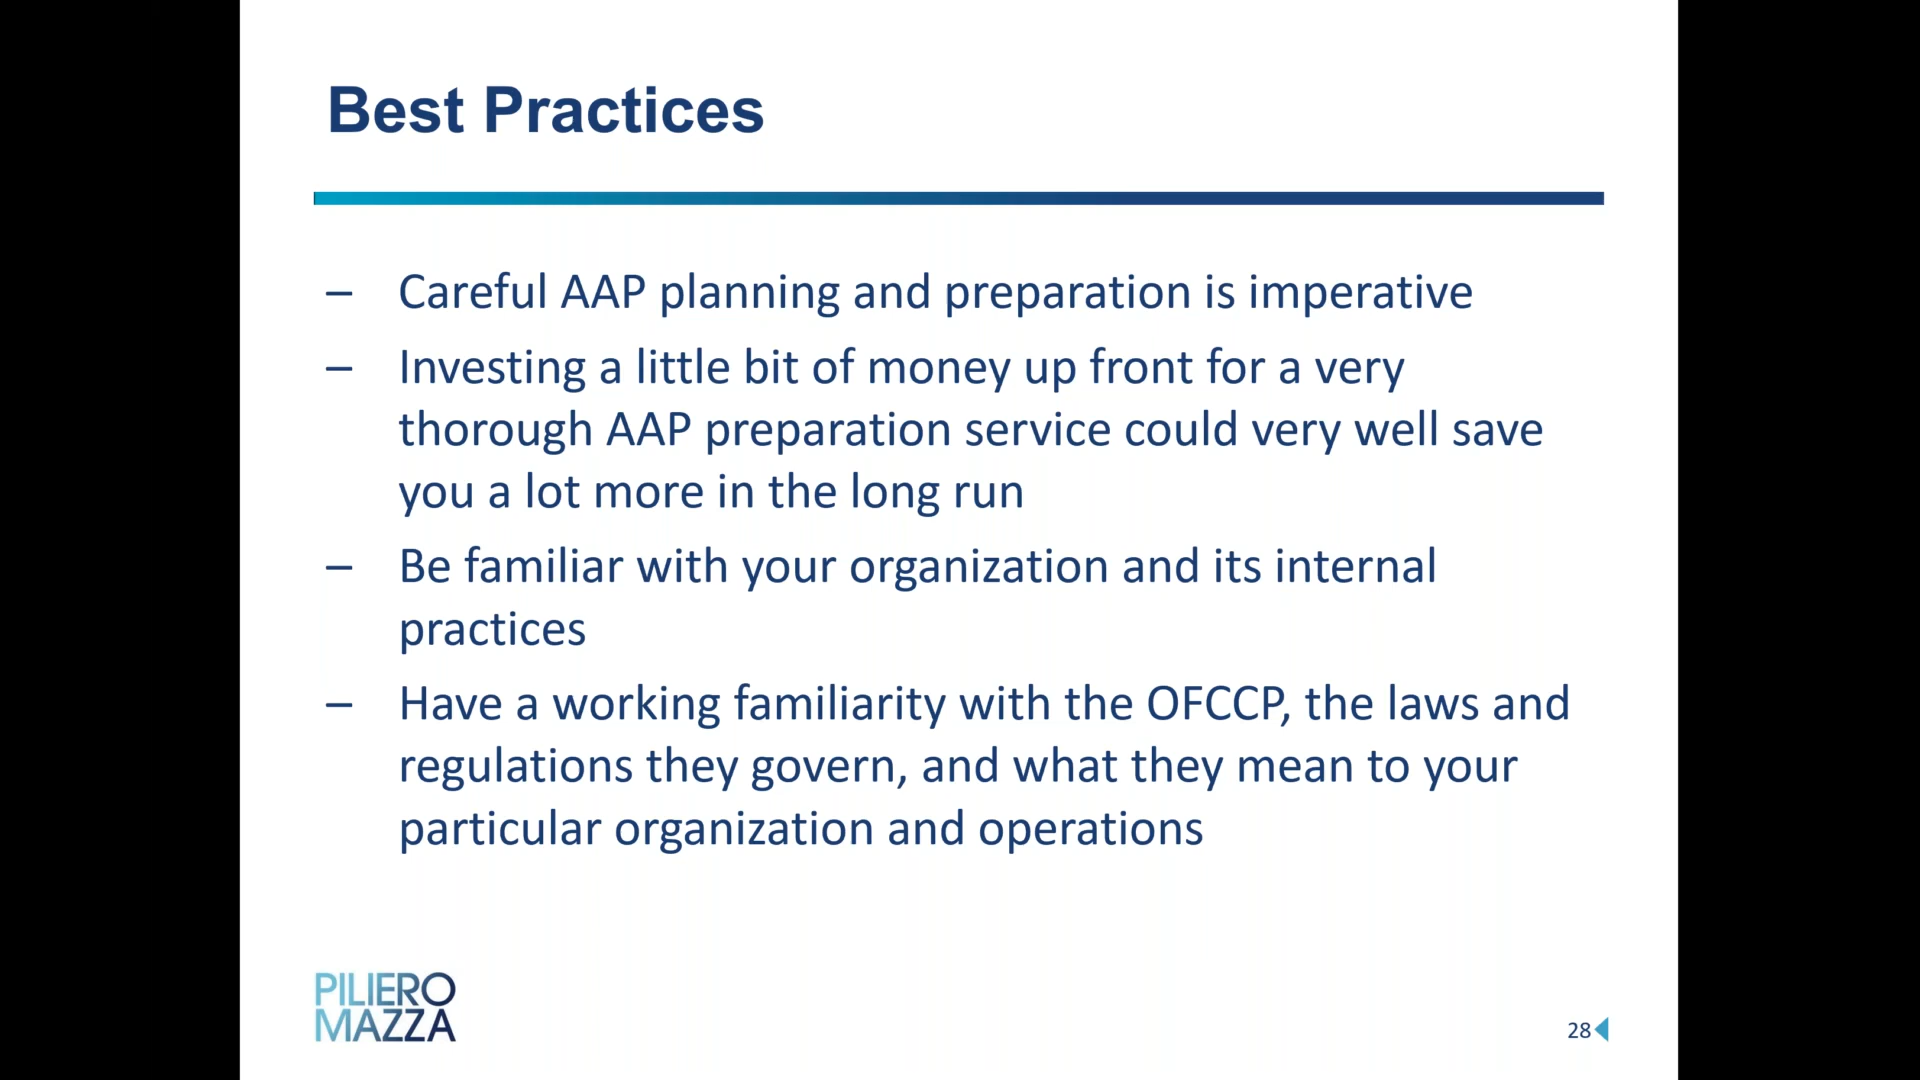 Best Practices
– Careful AAP planning and preparation is imperative
– Investing a little bit of money up front for a very
thorough AAP preparation service could very well save
you a lot more in the long run
– Be familiar with your organization and its internal
practices
– Have a working familiarity with the OFCCP, the laws and
regulations they govern, and what they mean to your
particular organization and operations
PILIERO
MAZZA
28